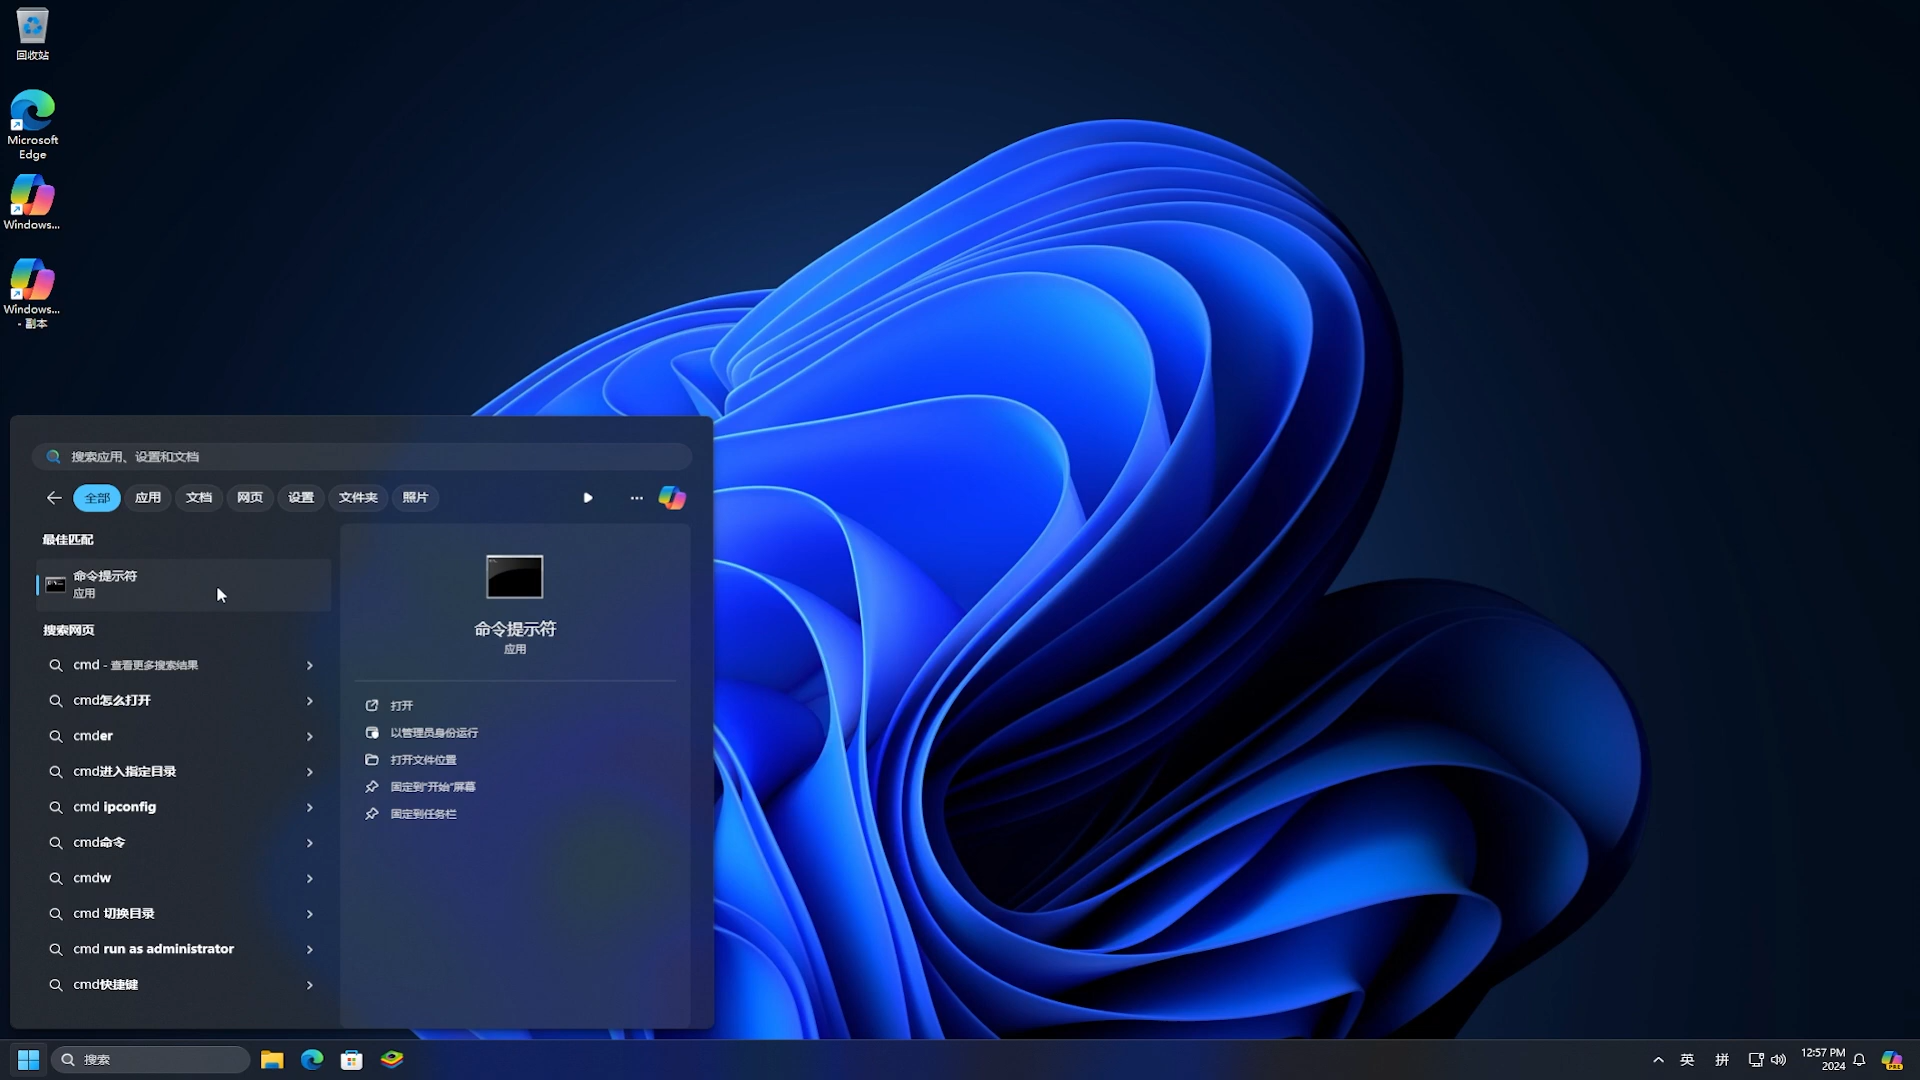 回收站
Microsoft
Edge
Windows...
Windows...
- 副本
搜索应用、设置和文档
全部 应用 文档 网页 设置 文件夹 照片
最佳匹配
命令提示符
应用
搜索网页
cmd - 查看更多搜索结果
cmd怎么打开
cmder
cmd进入指定目录
cmd ipconfig
cmd命令
cmdw
cmd 切换目录
cmd run as administrator
cmd快捷键
命令提示符
应用
打开
以管理员身份运行
打开文件位置
固定到"开始"屏幕
固定到任务栏
搜索
英 拼
12:57 PM
2024
PRE